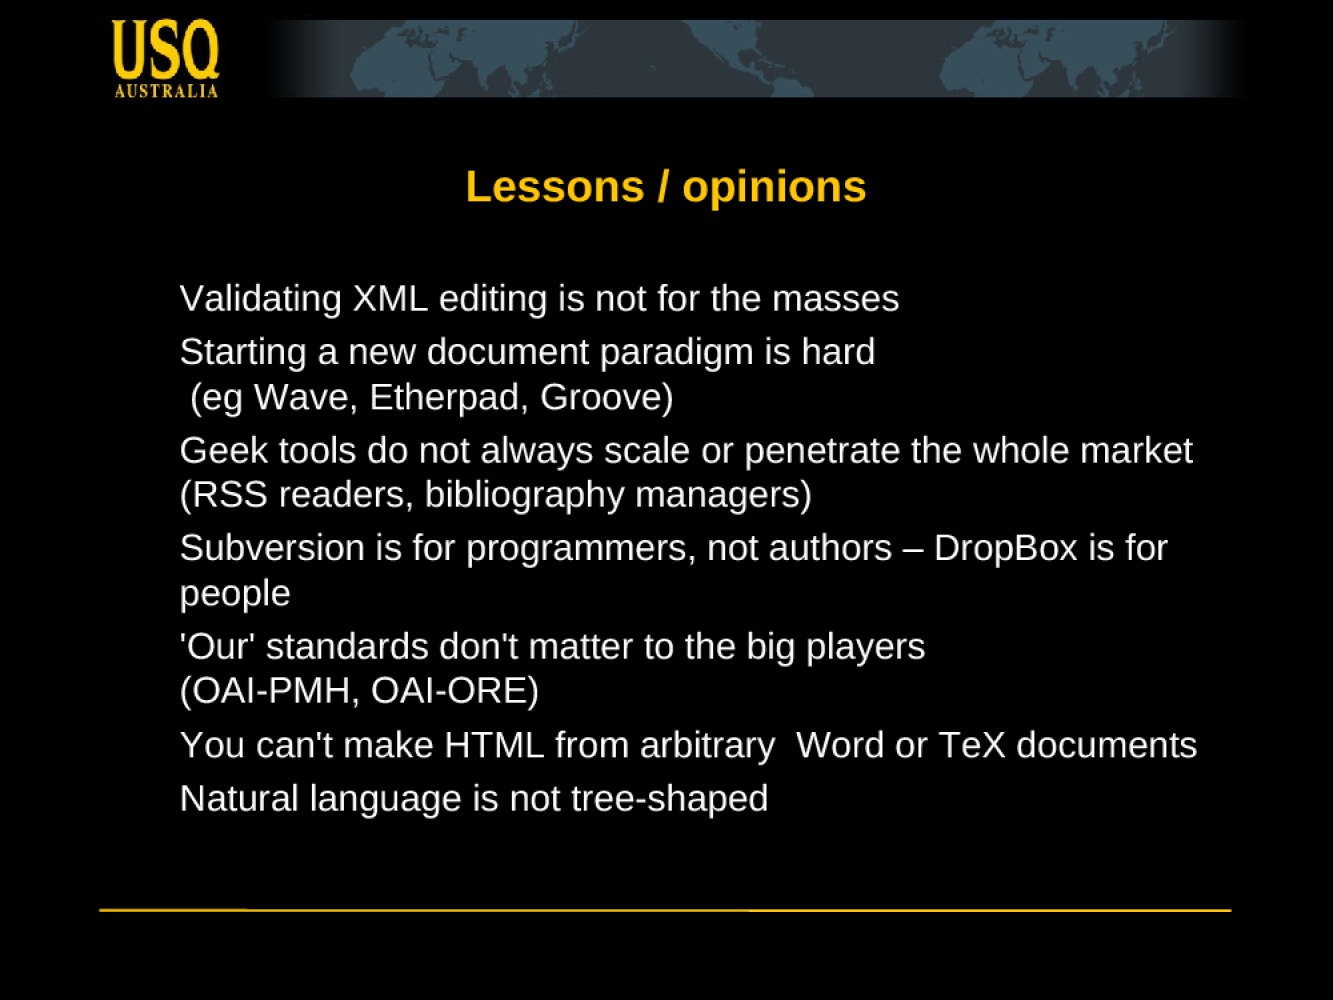 USQ
AUSTRALIA
Lessons / opinions
Validating XML editing is not for the masses
Starting a new document paradigm is hard
(eg Wave, Etherpad, Groove)
Geek tools do not always scale or penetrate the whole market
(RSS readers, bibliography managers)
Subversion is for programmers, not authors – DropBox is for
people
'Our' standards don't matter to the big players
(OAI-PMH, OAI-ORE)
You can't make HTML from arbitrary  Word or TeX documents
Natural language is not tree-shaped